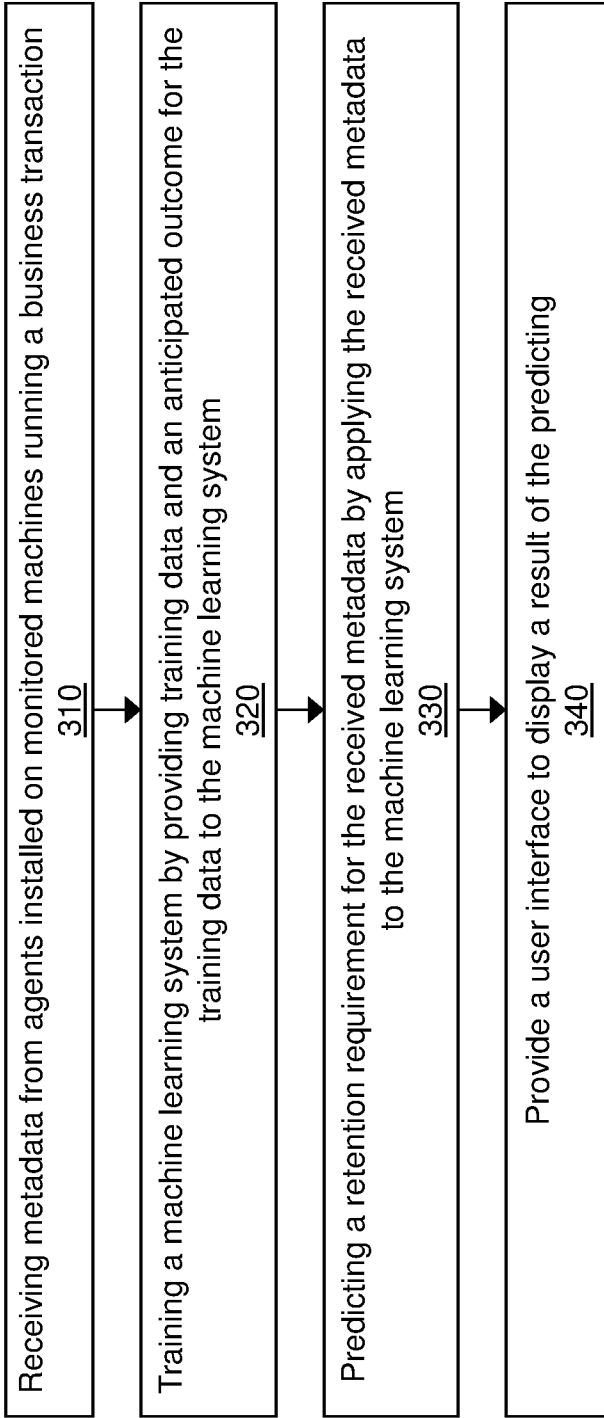 Receiving metadata from agents installed on monitored machines running a business transaction
310
Training a machine learning system by providing training data and an anticipated outcome for the
training data to the machine learning system
320
Predicting a retention requirement for the received metadata by applying the received metadata
to the machine learning system
330
Provide a user interface to display a result of the predicting
340